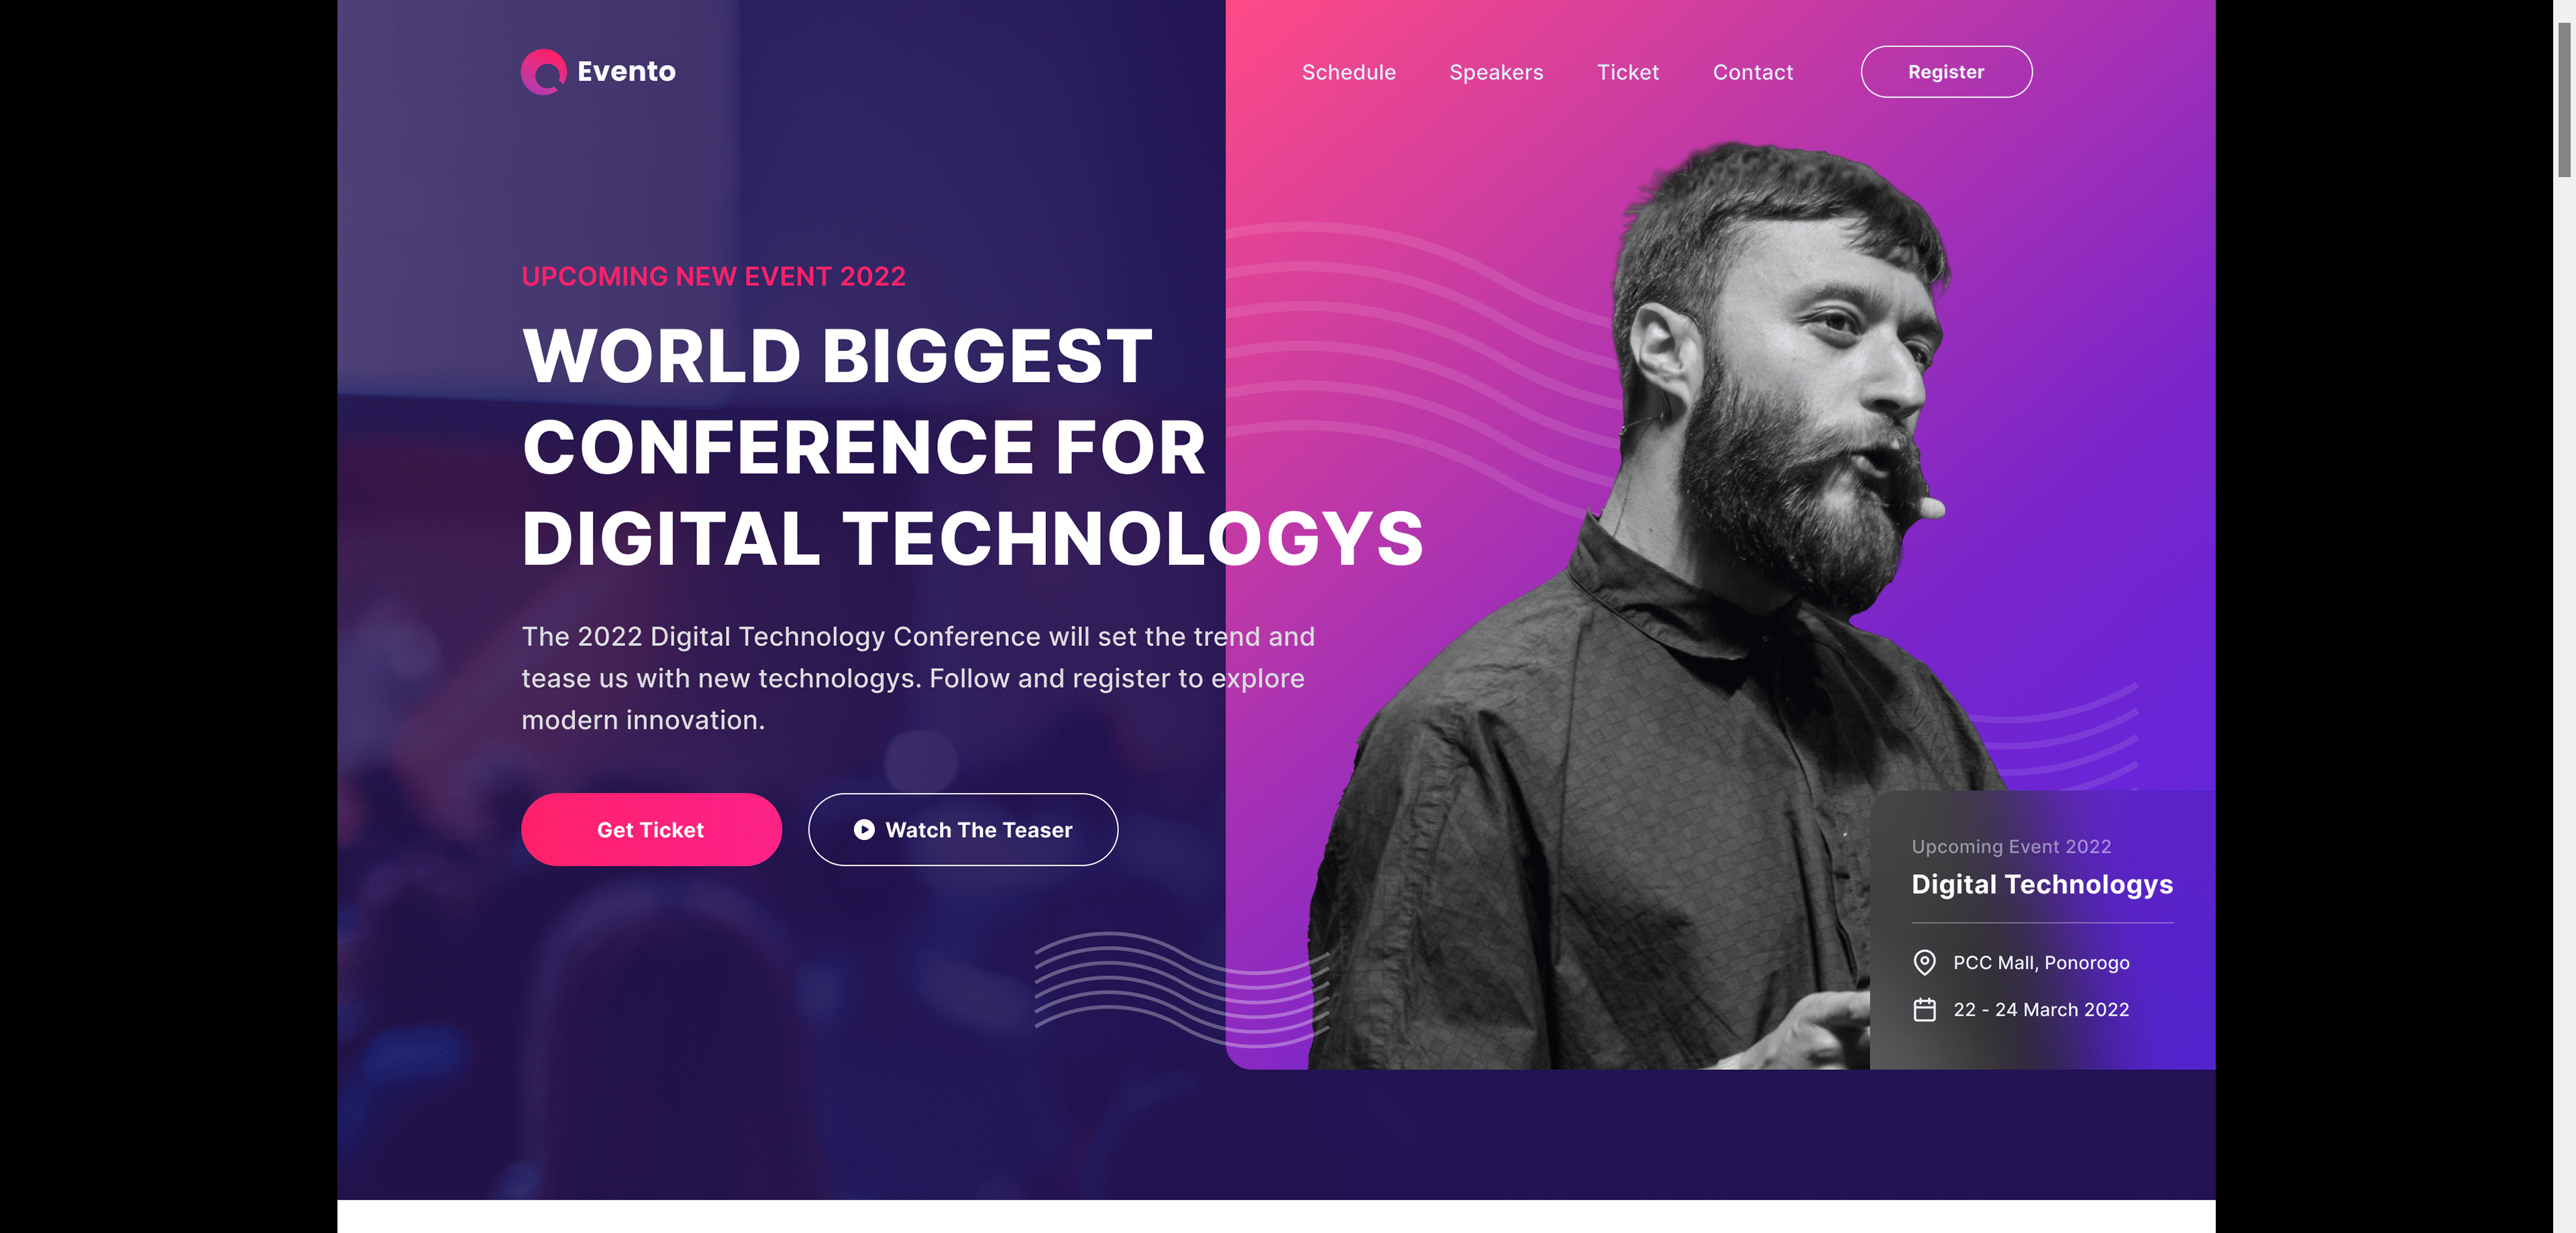 Evento
Schedule Speakers Ticket Contact Register
UPCOMING NEW EVENT 2022
WORLD BIGGEST
CONFERENCE FOR
DIGITAL TECHNOLOGYS
The 2022 Digital Technology Conference will set the trend and
tease us with new technologys. Follow and register to explore
modern innovation.
Get Ticket
Watch The Teaser
Upcoming Event 2022
Digital Technologys
PCC Mall, Ponorogo
22 - 24 March 2022